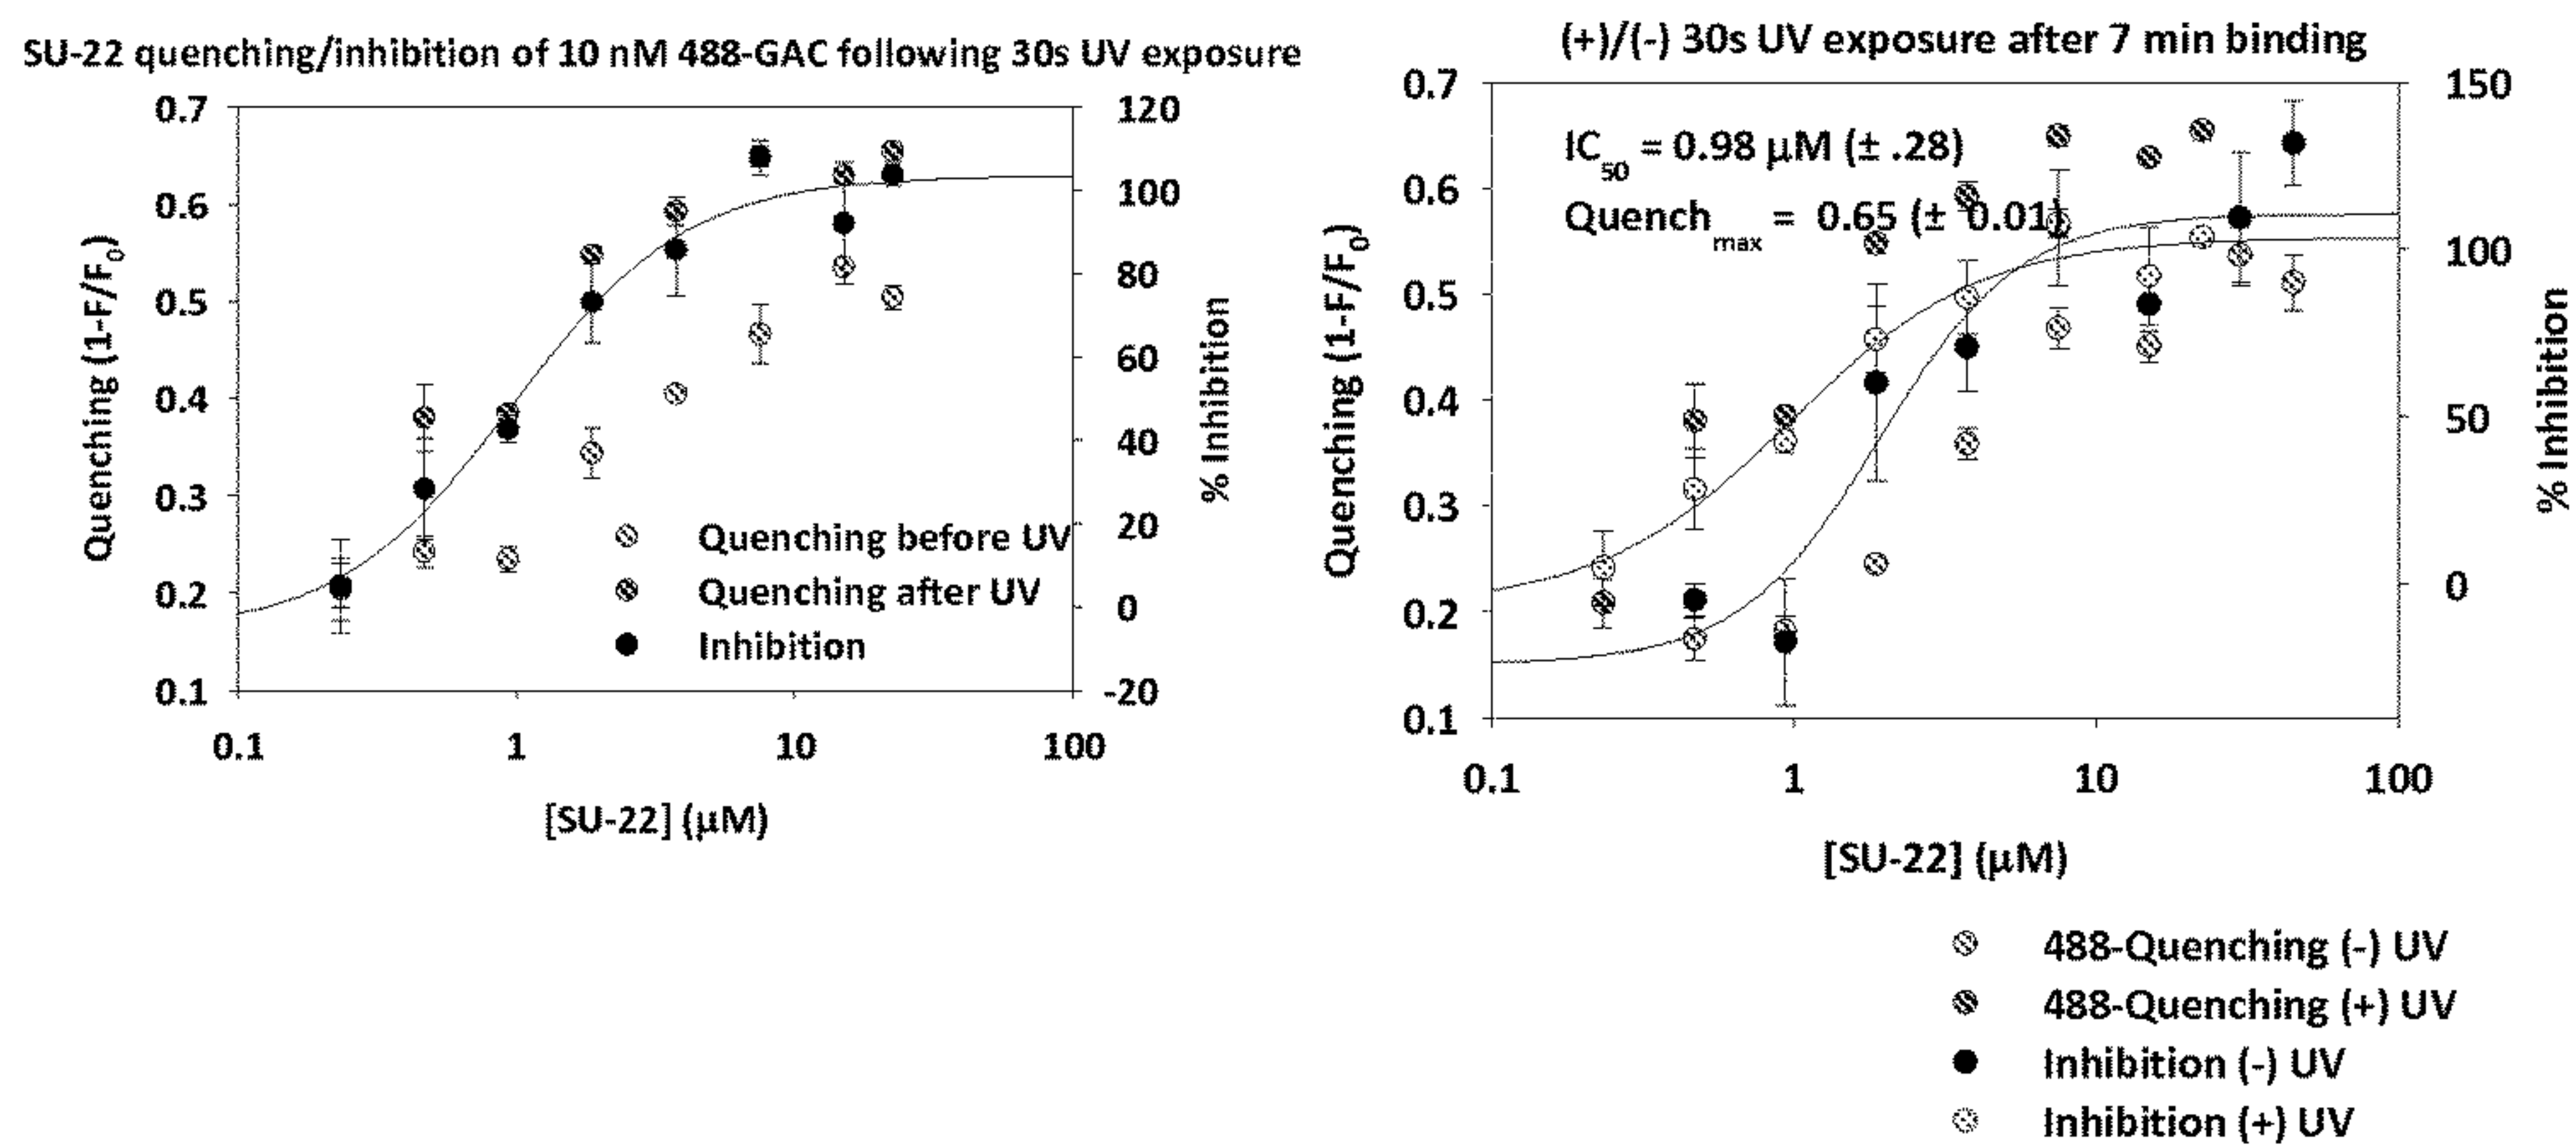 SU-22 quenching/inhibition of 10 nM 488-GAC following 30s UV exposure
0.7
0.6
0.5
0.4
0.3
0.2
0.1
Quenching (1-F/F0)
120
100
80
60
40
20
0
-20
% Inhibition
Quenching before UV
Quenching after UV
Inhibition
0.1
1
10
100
[SU-22] (µM)
(+)/(-) 30s UV exposure after 7 min binding
0.7
0.6
0.5
0.4
0.3
0.2
0.1
Quenching (1-F/F0)
IC50 = 0.98 µM (± .28)
Quench max = 0.65 (± 0.01)
150
100
50
0
% Inhibition
0.1
1
10
100
[SU-22] (µM)
488-Quenching (-) UV
488-Quenching (+) UV
Inhibition (-) UV
Inhibition (+) UV